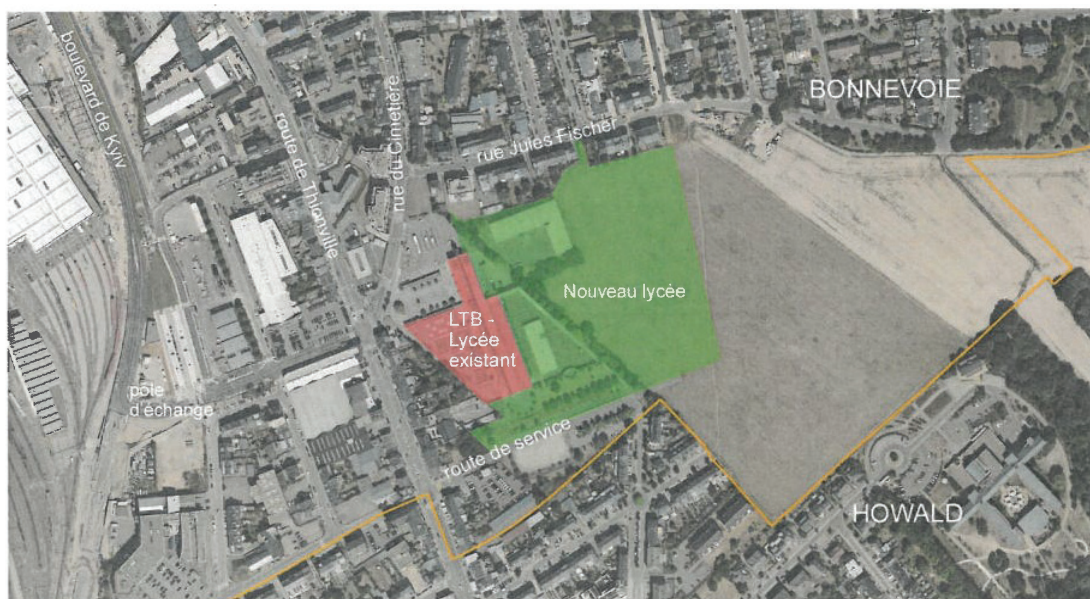 boulevard de Kyiv
route de Thionville
rue du Cimetière
rue Jules Fischer
BONNEVOIE
Nouveau lycée
LTB -
Lycée
existant
pôle
d'échange
route de service
HOWALD